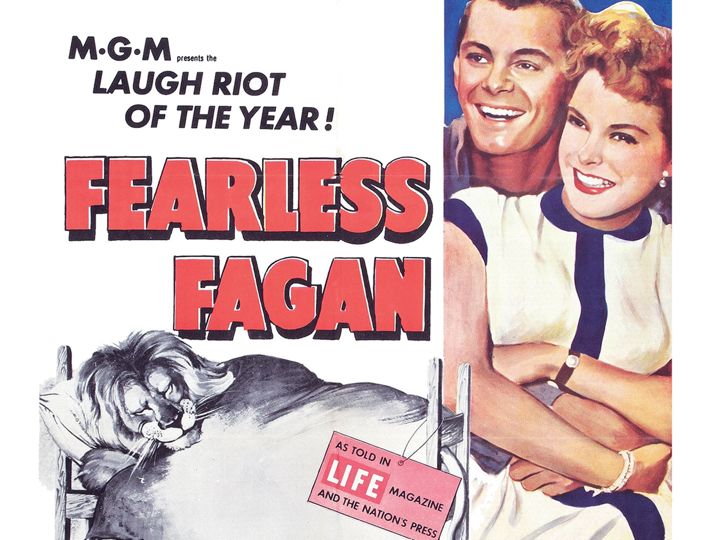 M·G·M presents the
LAUGH RIOT
OF THE YEAR!
FEARLESS
FAGAN
AS TOLD IN
LIFE MAGAZINE
AND THE NATION'S PRESS